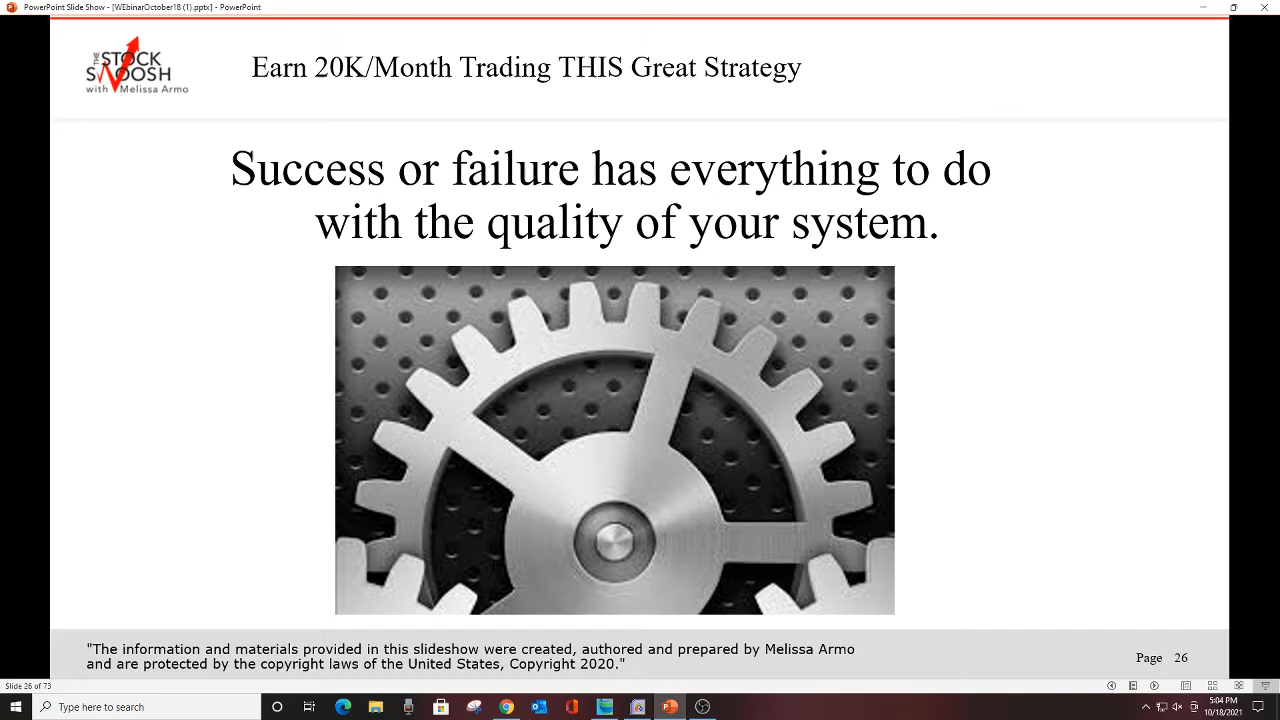 PowerPoint Slide Show - [WEbinarOctober18 (1).pptx] - PowerPoint
THE
STOCK
SWOOSH
with Melissa Armo
Earn 20K/Month Trading THIS Great Strategy
Success or failure has everything to do
with the quality of your system.
"The information and materials provided in this slideshow were created, authored and prepared by Melissa Armo
and are protected by the copyright laws of the United States, Copyright 2020."
Page 26
Slide 26 of 73
Type here to search
5:04 PM
10/18/2021